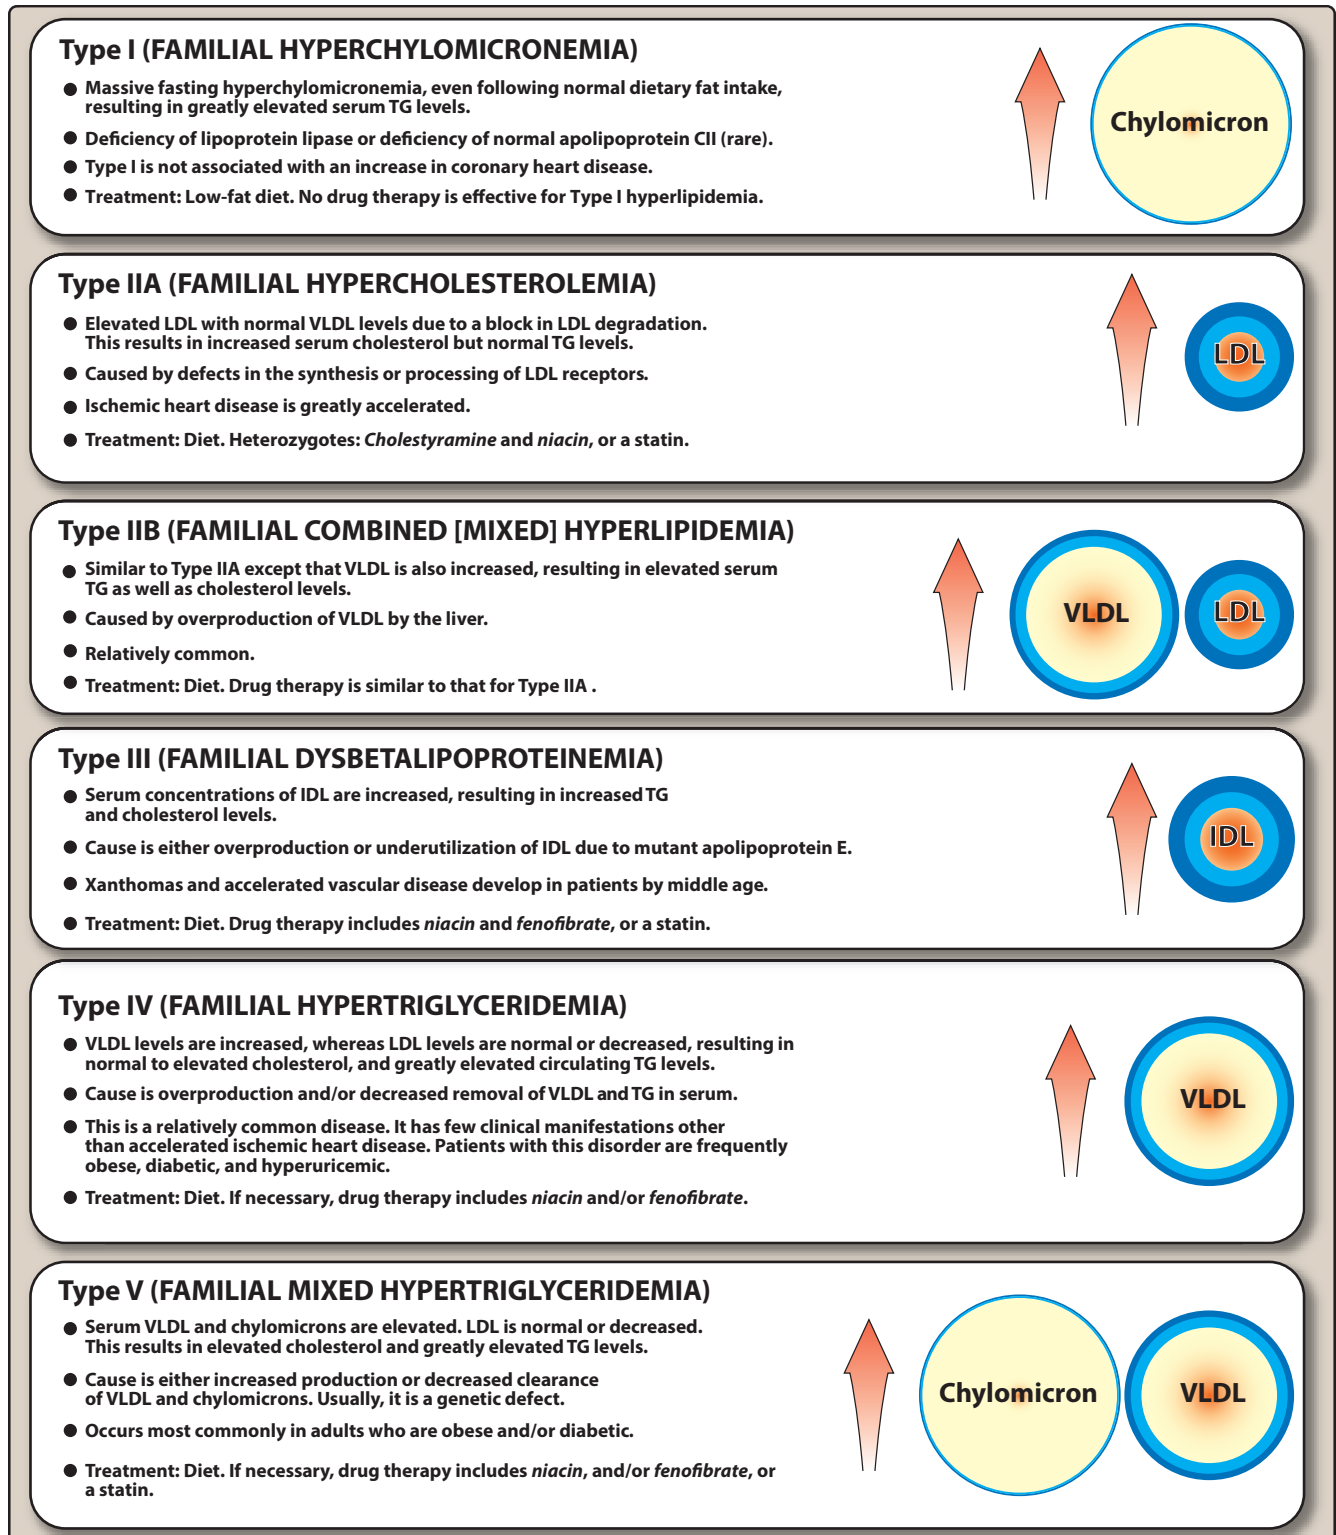 Type I (FAMILIAL HYPERCHYLOMICRONEMIA)
● Massive fasting hyperchylomicronemia, even following normal dietary fat intake,
resulting in greatly elevated serum TG levels.
● Deficiency of lipoprotein lipase or deficiency of normal apolipoprotein CII (rare).
● Type I is not associated with an increase in coronary heart disease.
● Treatment: Low-fat diet. No drug therapy is effective for Type I hyperlipidemia.
Chylomicron
Type IIA (FAMILIAL HYPERCHOLESTEROLEMIA)
● Elevated LDL with normal VLDL levels due to a block in LDL degradation.
This results in increased serum cholesterol but normal TG levels.
● Caused by defects in the synthesis or processing of LDL receptors.
● Ischemic heart disease is greatly accelerated.
● Treatment: Diet. Heterozygotes: Cholestyramine and niacin, or a statin.
LDL
Type IIB (FAMILIAL COMBINED [MIXED] HYPERLIPIDEMIA)
● Similar to Type IIA except that VLDL is also increased, resulting in elevated serum
TG as well as cholesterol levels.
● Caused by overproduction of VLDL by the liver.
● Relatively common.
● Treatment: Diet. Drug therapy is similar to that for Type IIA .
VLDL
LDL
Type III (FAMILIAL DYSBETALIPOPROTEINEMIA)
● Serum concentrations of IDL are increased, resulting in increased TG
and cholesterol levels.
● Cause is either overproduction or underutilization of IDL due to mutant apolipoprotein E.
● Xanthomas and accelerated vascular disease develop in patients by middle age.
● Treatment: Diet. Drug therapy includes niacin and fenofibrate, or a statin.
IDL
Type IV (FAMILIAL HYPERTRIGLYCERIDEMIA)
● VLDL levels are increased, whereas LDL levels are normal or decreased, resulting in
normal to elevated cholesterol, and greatly elevated circulating TG levels.
● Cause is overproduction and/or decreased removal of VLDL and TG in serum.
● This is a relatively common disease. It has few clinical manifestations other
than accelerated ischemic heart disease. Patients with this disorder are frequently
obese, diabetic, and hyperuricemic.
● Treatment: Diet. If necessary, drug therapy includes niacin and/or fenofibrate.
VLDL
Type V (FAMILIAL MIXED HYPERTRIGLYCERIDEMIA)
● Serum VLDL and chylomicrons are elevated. LDL is normal or decreased.
This results in elevated cholesterol and greatly elevated TG levels.
● Cause is either increased production or decreased clearance
of VLDL and chylomicrons. Usually, it is a genetic defect.
● Occurs most commonly in adults who are obese and/or diabetic.
● Treatment: Diet. If necessary, drug therapy includes niacin, and/or fenofibrate, or
a statin.
Chylomicron
VLDL